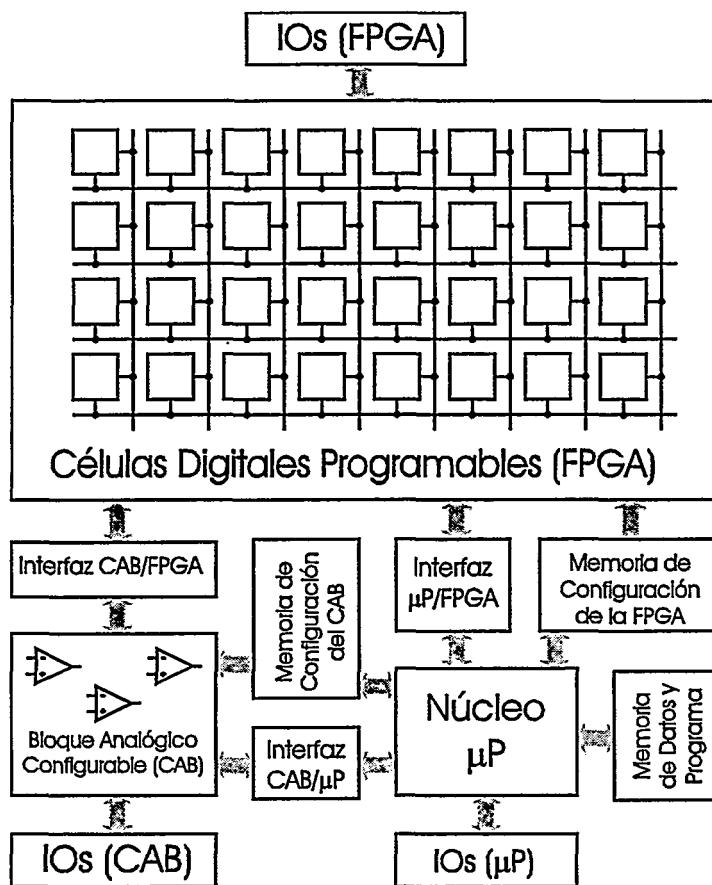 IOs (FPGA)
Células Digitales Programables (FPGA)
Interfaz CAB/FPGA
Memoria de
Configuración
del CAB
Interfaz
µP/FPGA
Memoria de
Configuración
de la FPGA
Bloque Analógico
Configurable (CAB)
Interfaz
CAB/µP
Núcleo
µP
Memoria
de Datos y
Programa
IOs (CAB)
IOs (µP)